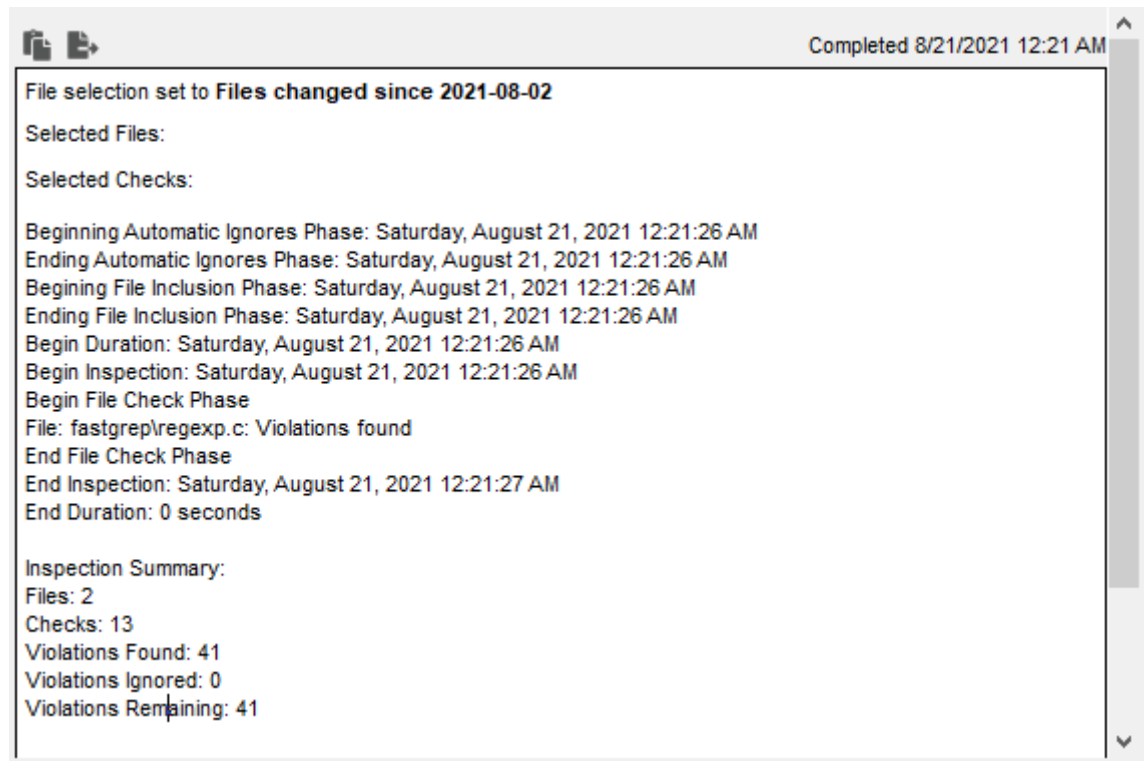 Completed 8/21/2021 12:21 AM
File selection set to Files changed since 2021-08-02
Selected Files:
Selected Checks:
Beginning Automatic Ignores Phase: Saturday, August 21, 2021 12:21:26 AM
Ending Automatic Ignores Phase: Saturday, August 21, 2021 12:21:26 AM
Begining File Inclusion Phase: Saturday, August 21, 2021 12:21:26 AM
Ending File Inclusion Phase: Saturday, August 21, 2021 12:21:26 AM
Begin Duration: Saturday, August 21, 2021 12:21:26 AM
Begin Inspection: Saturday, August 21, 2021 12:21:26 AM
Begin File Check Phase
File: fastgrep\regexp.c: Violations found
End File Check Phase
End Inspection: Saturday, August 21, 2021 12:21:27 AM
End Duration: 0 seconds
Inspection Summary:
Files: 2
Checks: 13
Violations Found: 41
Violations Ignored: 0
Violations Remaining: 41